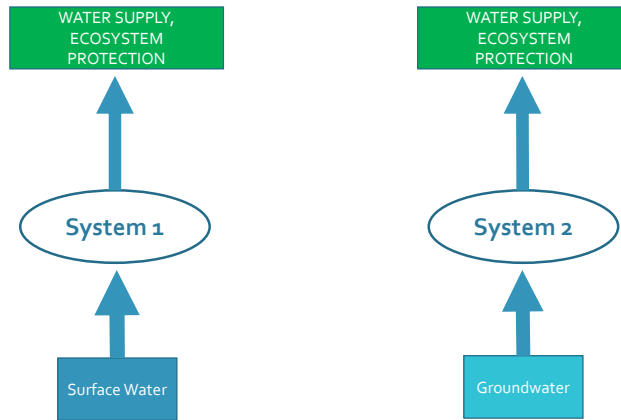 WATER SUPPLY,
ECOSYSTEM
PROTECTION
WATER SUPPLY,
ECOSYSTEM
PROTECTION
System 1
System 2
Surface Water
Groundwater